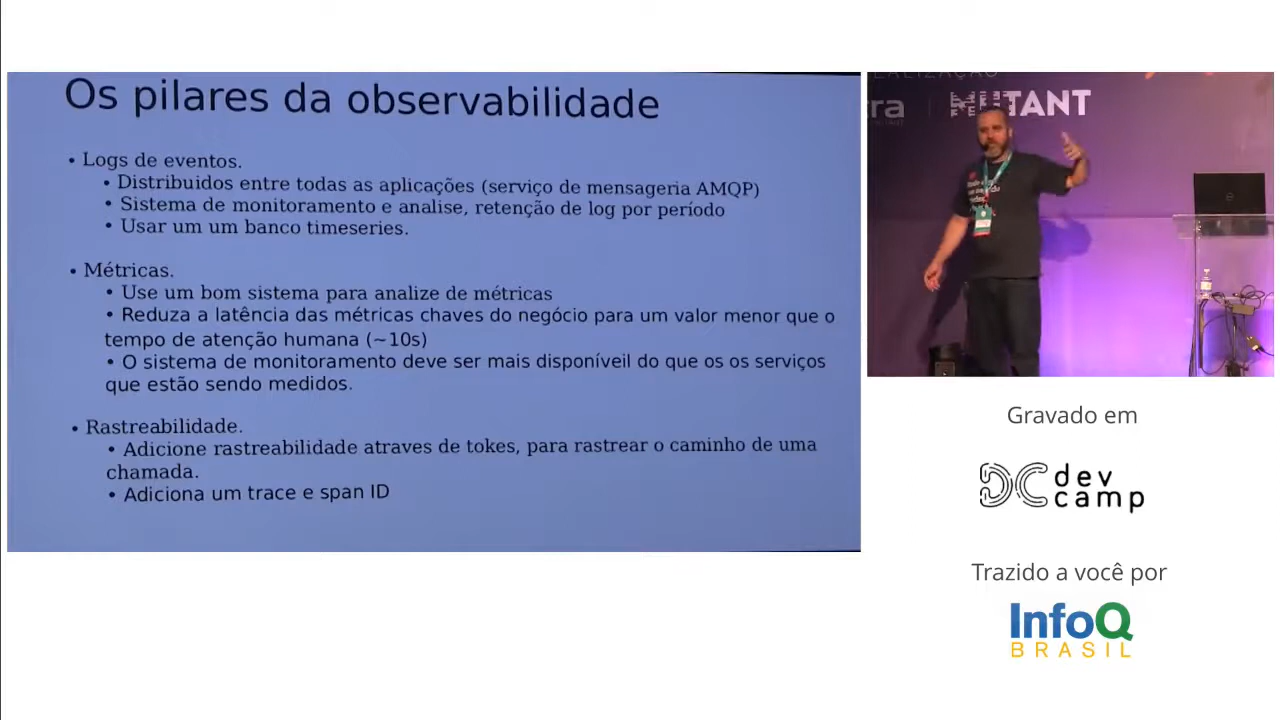 Os pilares da observabilidade
• Logs de eventos.
• Distribuidos entre todas as aplicações (serviço de mensageria AMQP)
• Sistema de monitoramento e analise, retenção de log por período
• Usar um um banco timeseries.
• Métricas.
• Use um bom sistema para analize de métricas
• Reduza a latência das métricas chaves do negócio para um valor menor que o
tempo de atenção humana (~10s)
• O sistema de monitoramento deve ser mais disponíveil do que os os serviços
que estão sendo medidos.
• Rastreabilidade.
• Adicione rastreabilidade atraves de tokes, para rastrear o caminho de uma
chamada.
• Adiciona um trace e span ID
Gravado em
dev
camp
Trazido a você por
InfoQ
BRASIL